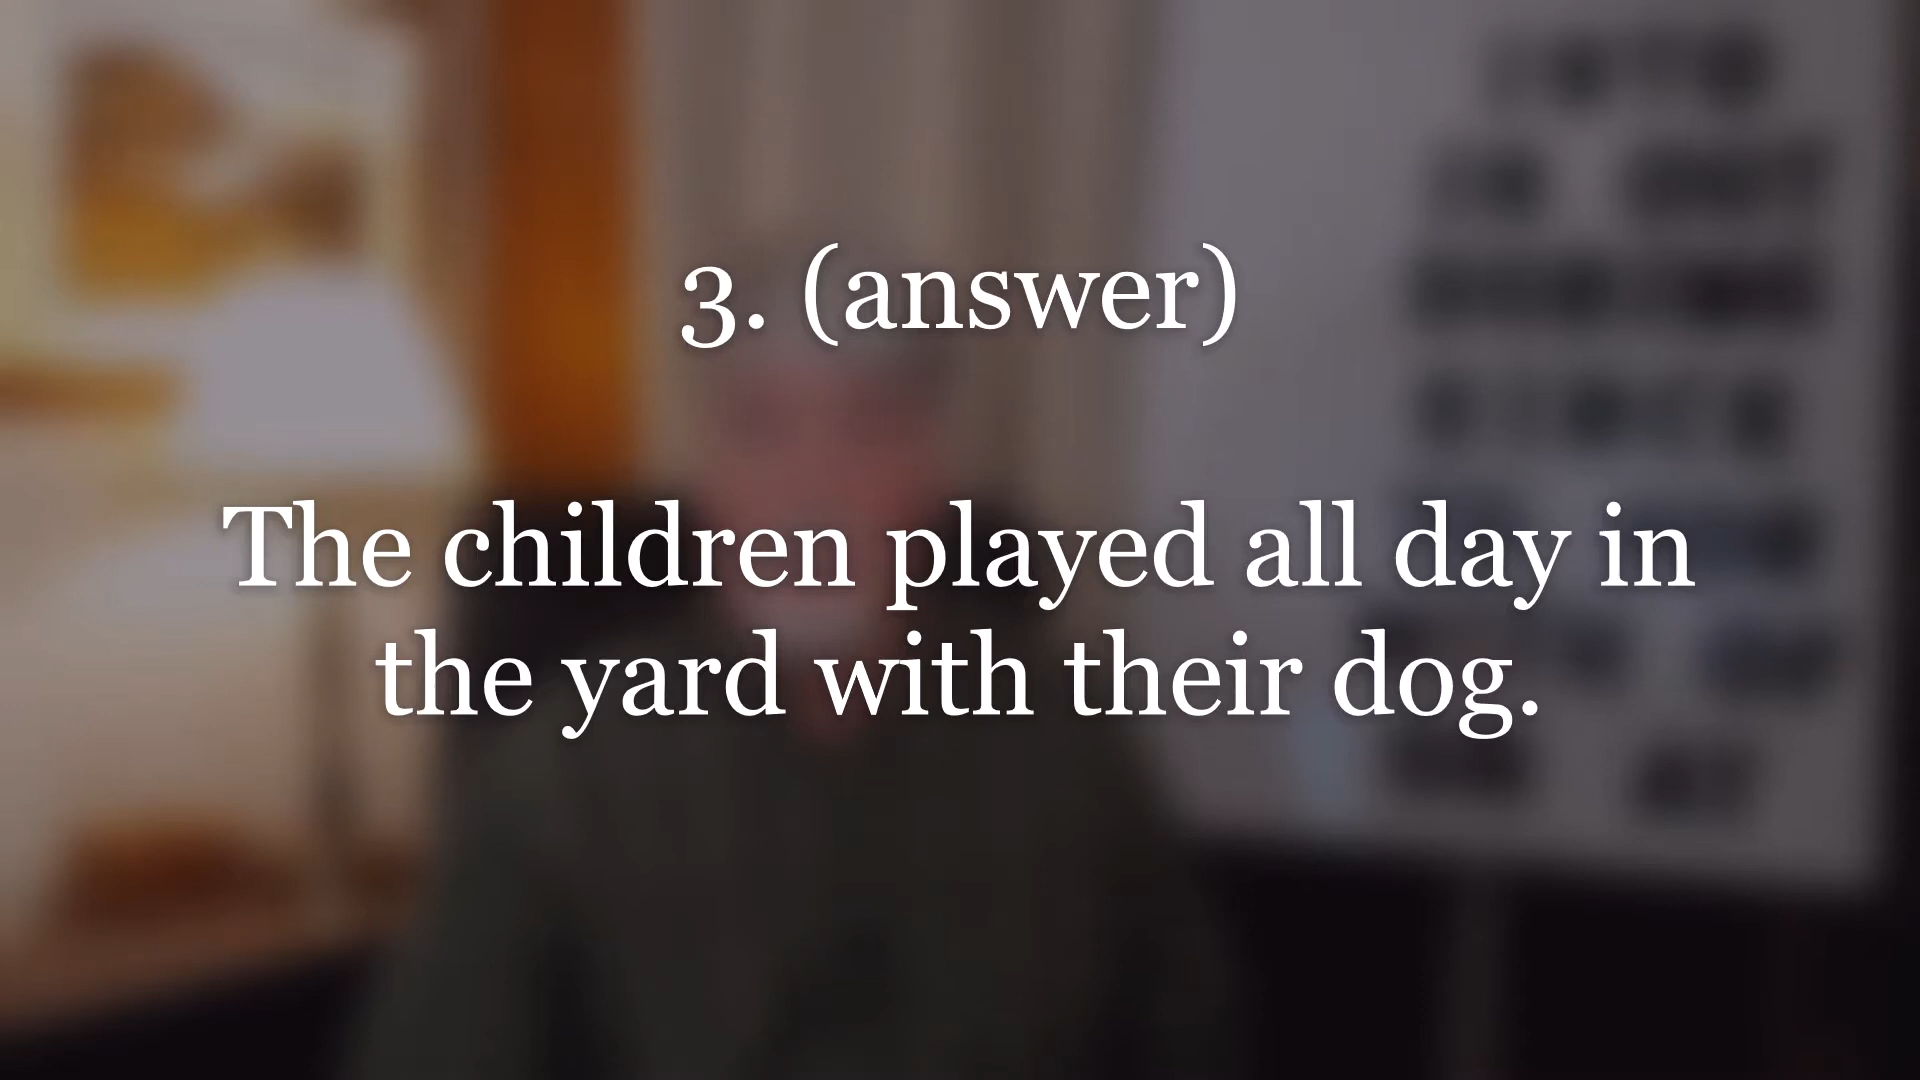 3. (answer)
The children played all day in
the yard with their dog.